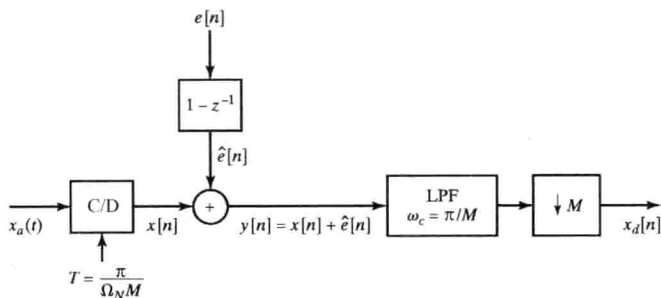 e[n]
1 − z⁻¹
ê[n]
C/D
+
LPF
ω_c = π/M
↓ M
x_a(t)
x[n]
y[n] = x[n] + ê[n]
x_d[n]
T = π / Ω_N M